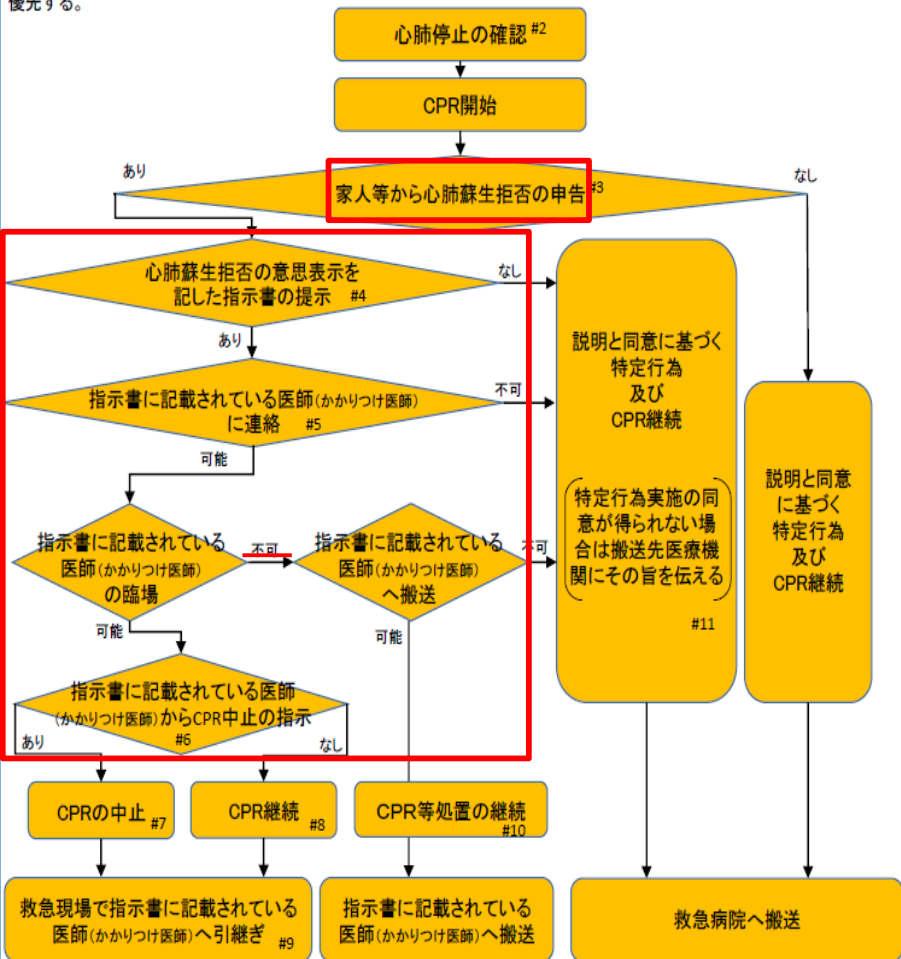 優先する。
心肺停止の確認 #2
CPR開始
あり
家人等から心肺蘇生拒否の申告 #3
なし
心肺蘇生拒否の意思表示を
記した指示書の提示 #4
なし
あり
指示書に記載されている医師(かかりつけ医師)
に連絡 #5
不可
可能
指示書に記載されている
医師(かかりつけ医師)
の臨場
不可
指示書に記載されている
医師(かかりつけ医師)
へ搬送
不可
可能
可能
指示書に記載されている医師
(かかりつけ医師)からCPR中止の指示
#6
あり
なし
説明と同意に基づく
特定行為
及び
CPR継続
特定行為実施の同
意が得られない場
合は搬送先医療機
関にその旨を伝える
#11
説明と同意
に基づく
特定行為
及び
CPR継続
CPRの中止 #7
CPR継続 #8
CPR等処置の継続
#10
救急現場で指示書に記載されている
医師(かかりつけ医師)へ引継ぎ #9
指示書に記載されている
医師(かかりつけ医師)へ搬送
救急病院へ搬送